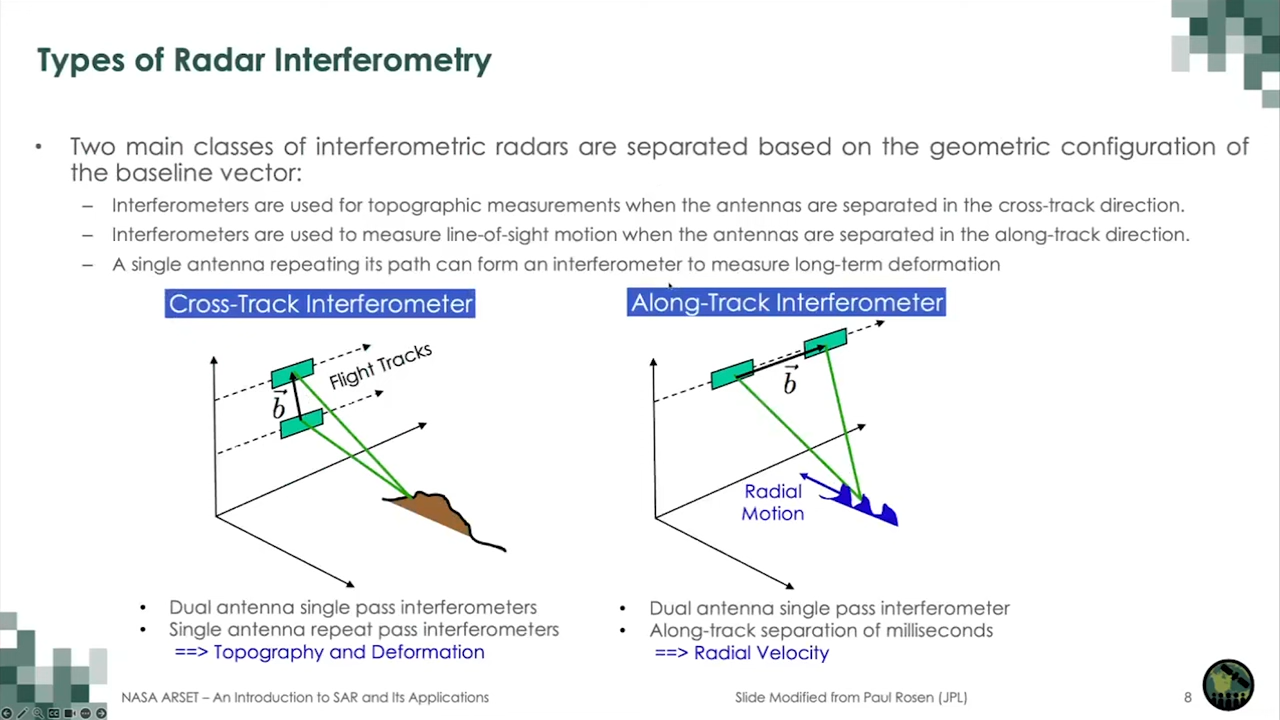 Types of Radar Interferometry
• Two main classes of interferometric radars are separated based on the geometric configuration of
the baseline vector:
– Interferometers are used for topographic measurements when the antennas are separated in the cross-track direction.
– Interferometers are used to measure line-of-sight motion when the antennas are separated in the along-track direction.
– A single antenna repeating its path can form an interferometer to measure long-term deformation
Cross-Track Interferometer
Flight Tracks
b⃗
• Dual antenna single pass interferometers
• Single antenna repeat pass interferometers
==> Topography and Deformation
Along-Track Interferometer
b⃗
Radial
Motion
• Dual antenna single pass interferometer
• Along-track separation of milliseconds
==> Radial Velocity
NASA ARSET – An Introduction to SAR and Its Applications
Slide Modified from Paul Rosen (JPL)
8